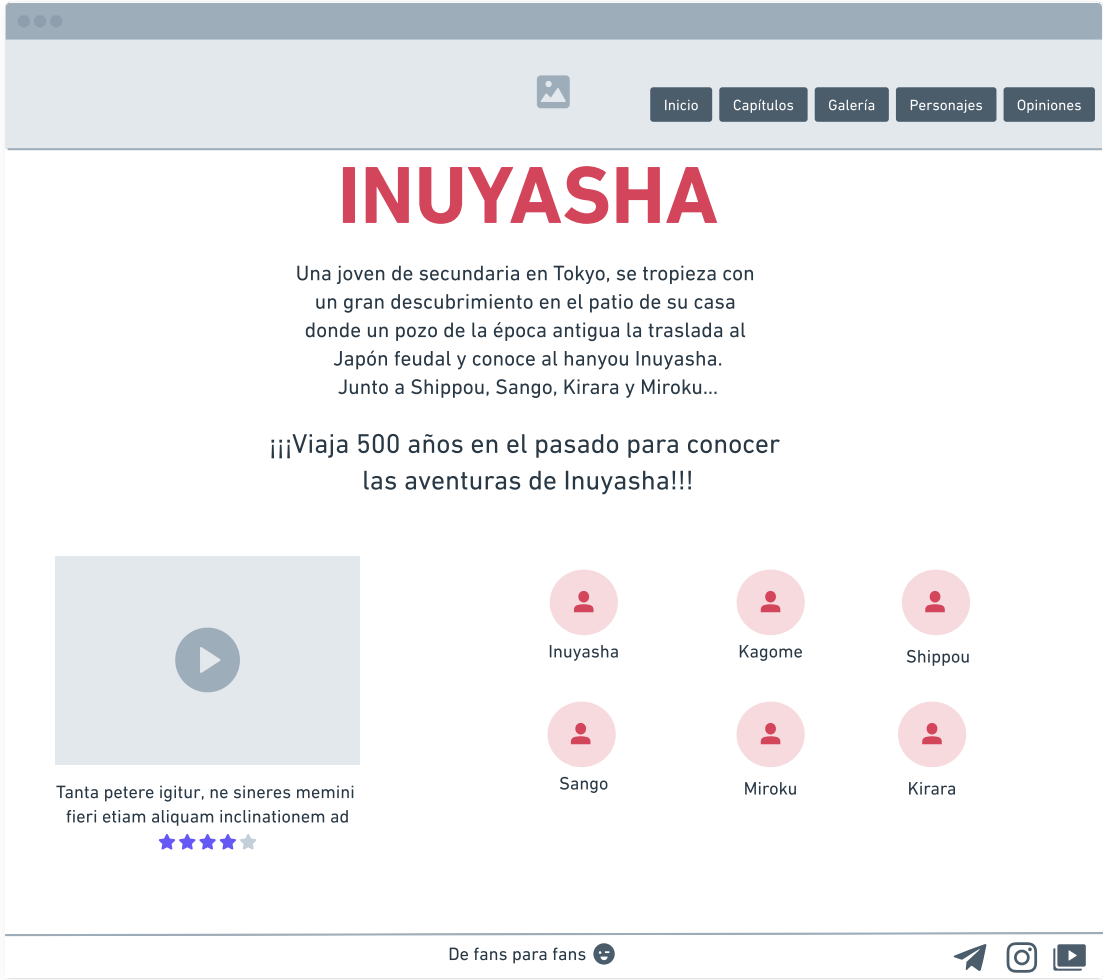 Inicio
Capítulos
Galería
Personajes
Opiniones
INUYASHA
Una joven de secundaria en Tokyo, se tropieza con
un gran descubrimiento en el patio de su casa
donde un pozo de la época antigua la traslada al
Japón feudal y conoce al hanyou Inuyasha.
Junto a Shippou, Sango, Kirara y Miroku...
¡¡¡Viaja 500 años en el pasado para conocer
las aventuras de Inuyasha!!!
Inuyasha
Kagome
Shippou
Sango
Miroku
Kirara
Tanta petere igitur, ne sineres memini
fieri etiam aliquam inclinationem ad
De fans para fans